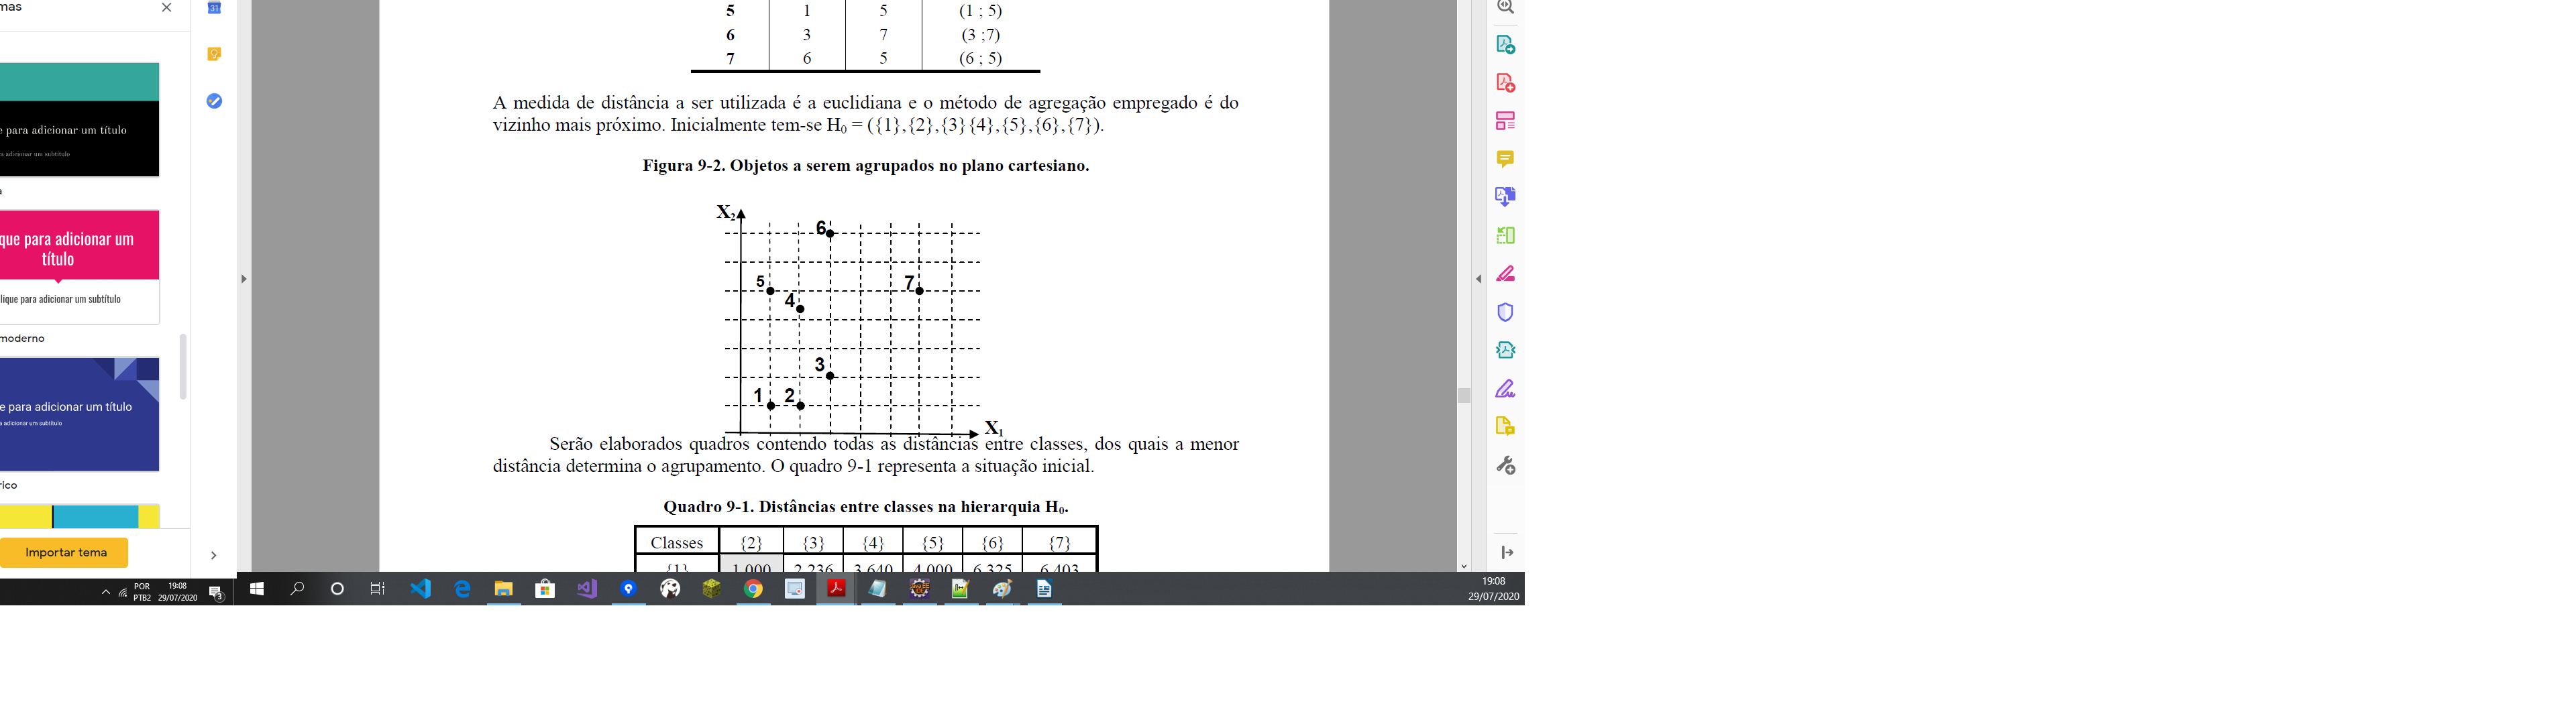 mas
e para adicionar um título
a adicionar um subtítulo
a
que para adicionar um
título
lique para adicionar um subtítulo
moderno
e para adicionar um título
a adicionar um subtítulo
rico
Importar tema
31
5 1 5 (1 ; 5)
6 3 7 (3 ;7)
7 6 5 (6 ; 5)
A medida de distância a ser utilizada é a euclidiana e o método de agregação empregado é do
vizinho mais próximo. Inicialmente tem-se H0 = ({1},{2},{3}{4},{5},{6},{7}).
Figura 9-2. Objetos a serem agrupados no plano cartesiano.
X2
6
5
7
4
3
1 2
X1
Serão elaborados quadros contendo todas as distâncias entre classes, dos quais a menor
distância determina o agrupamento. O quadro 9-1 representa a situação inicial.
Quadro 9-1. Distâncias entre classes na hierarquia H0.
Classes {2} {3} {4} {5} {6} {7}
{1} 1,000 2,236 3,640 4,000 6,325 6,403
POR
PTB2
19:08
29/07/2020
3
19:08
29/07/2020